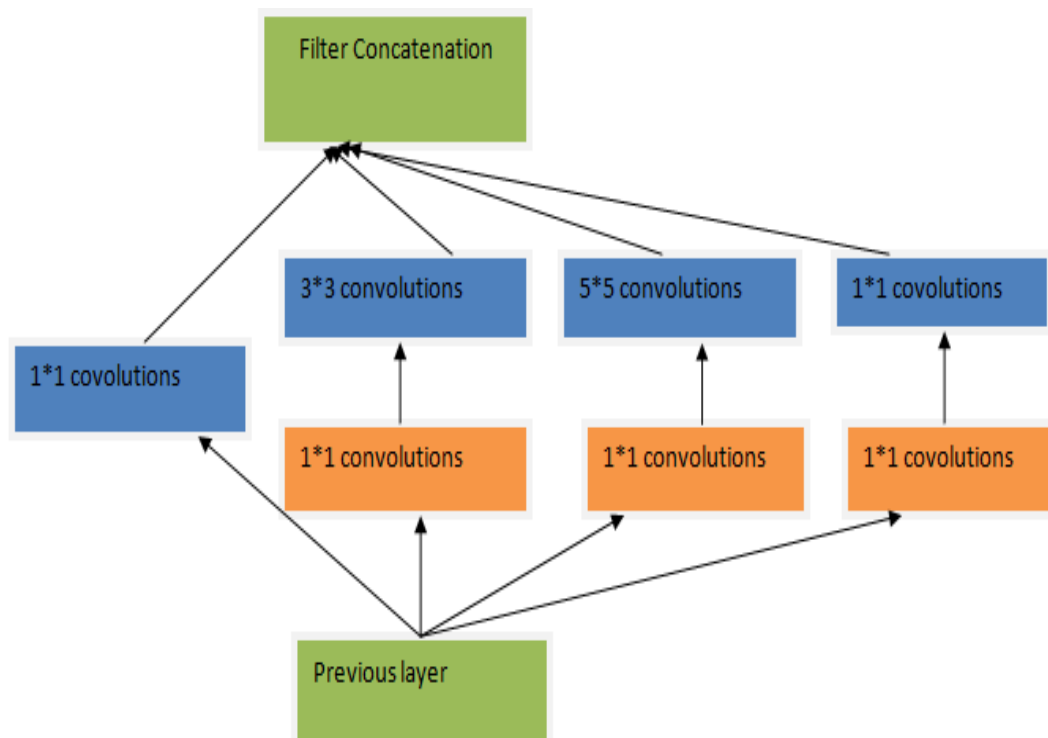 Filter Concatenation
3*3 convolutions
5*5 convolutions
1*1 covolutions
1*1 covolutions
1*1 convolutions
1*1 convolutions
1*1 covolutions
Previous layer